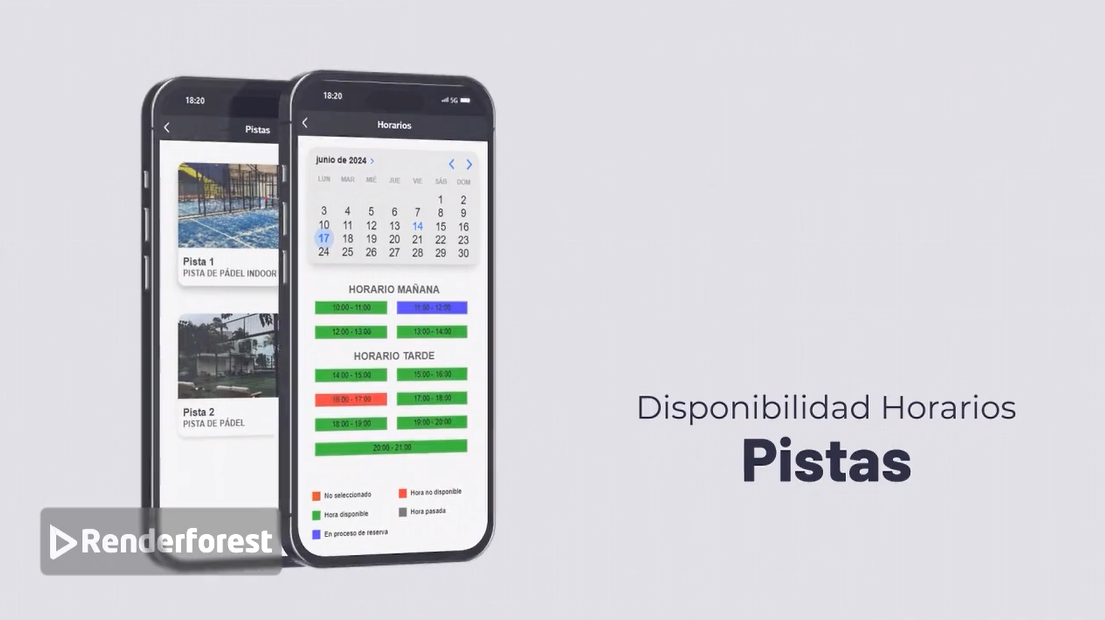 18:20
Pistas
Pista 1
PISTA DE PÁDEL INDOOR
Pista 2
PISTA DE PÁDEL
18:20
5G
Horarios
junio de 2024
LUN MAR MIÉ JUE VIE SÁB DOM
1 2
3 4 5 6 7 8 9
10 11 12 13 14 15 16
17 18 19 20 21 22 23
24 25 26 27 28 29 30
HORARIO MAÑANA
10:00 - 11:00 11:00 - 12:00
12:00 - 13:00 13:00 - 14:00
HORARIO TARDE
14:00 - 15:00 15:00 - 16:00
16:00 - 17:00 17:00 - 18:00
18:00 - 19:00 19:00 - 20:00
20:00 - 21:00
No seleccionado Hora no disponible
Hora disponible Hora pasada
En proceso de reserva
Disponibilidad Horarios
Pistas
Renderforest